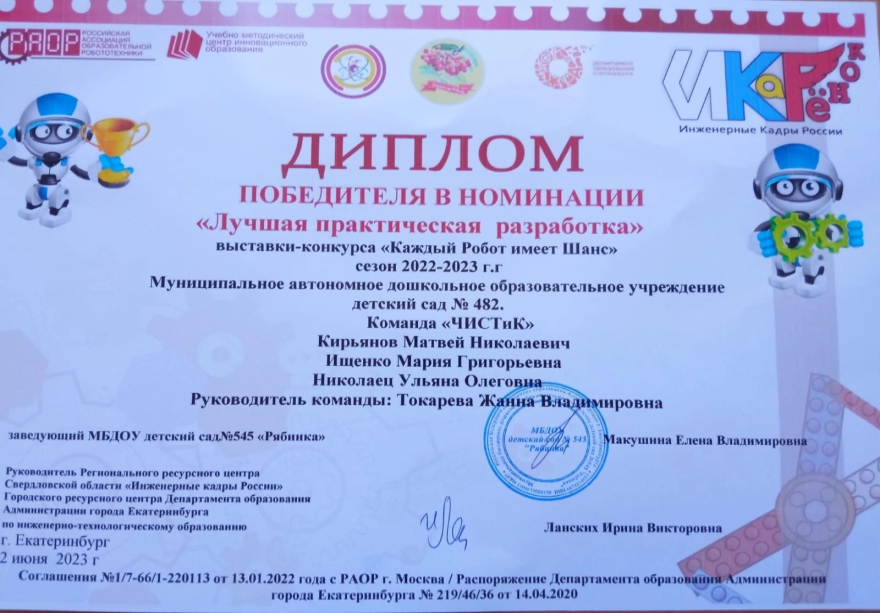 РАОР
РОССИЙСКАЯ
АССОЦИАЦИЯ
ОБРАЗОВАТЕЛЬНОЙ
РОБОТОТЕХНИКИ
Учебно-методический
центр инновационного
образования
ДЕПАРТАМЕНТ
ОБРАЗОВАНИЯ
ИКаРёнок
Инженерные Кадры России
ДИПЛОМ
ПОБЕДИТЕЛЯ В НОМИНАЦИИ
«Лучшая практическая разработка»
выставки-конкурса «Каждый Робот имеет Шанс»
сезон 2022-2023 г.г
Муниципальное автономное дошкольное образовательное учреждение
детский сад № 482.
Команда «ЧИСТиК»
Кирьянов Матвей Николаевич
Ищенко Мария Григорьевна
Николаец Ульяна Олеговна
Руководитель команды: Токарева Жанна Владимировна
заведующий МБДОУ детский сад№545 «Рябинка»
МБДОУ
детский сад № 545
"Рябинка"
Макушина Елена Владимировна
Руководитель Регионального ресурсного центра
Свердловской области «Инженерные кадры России»
Городского ресурсного центра Департамента образования
Администрации города Екатеринбурга
по инженерно-технологическому образованию
Ланских Ирина Викторовна
г. Екатеринбург
2 июня 2023 г
Соглашения №1/7-66/1-220113 от 13.01.2022 года с РАОР г. Москва / Распоряжение Департамента образования Администрации
города Екатеринбурга № 219/46/36 от 14.04.2020